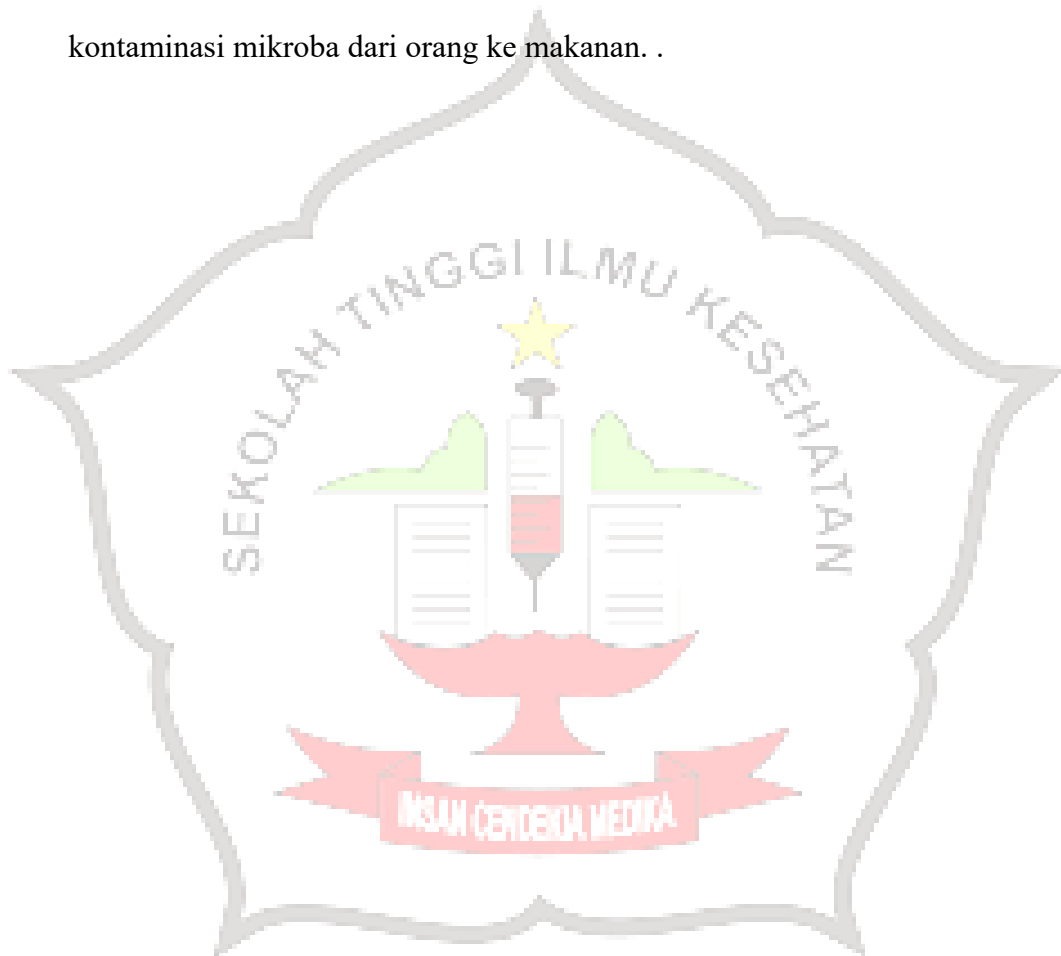 kontaminasi mikroba dari orang ke makanan. .
SEKOLAH TINGGI ILMU KESEHATAN
INSAN CENDEKIA MEDIKA